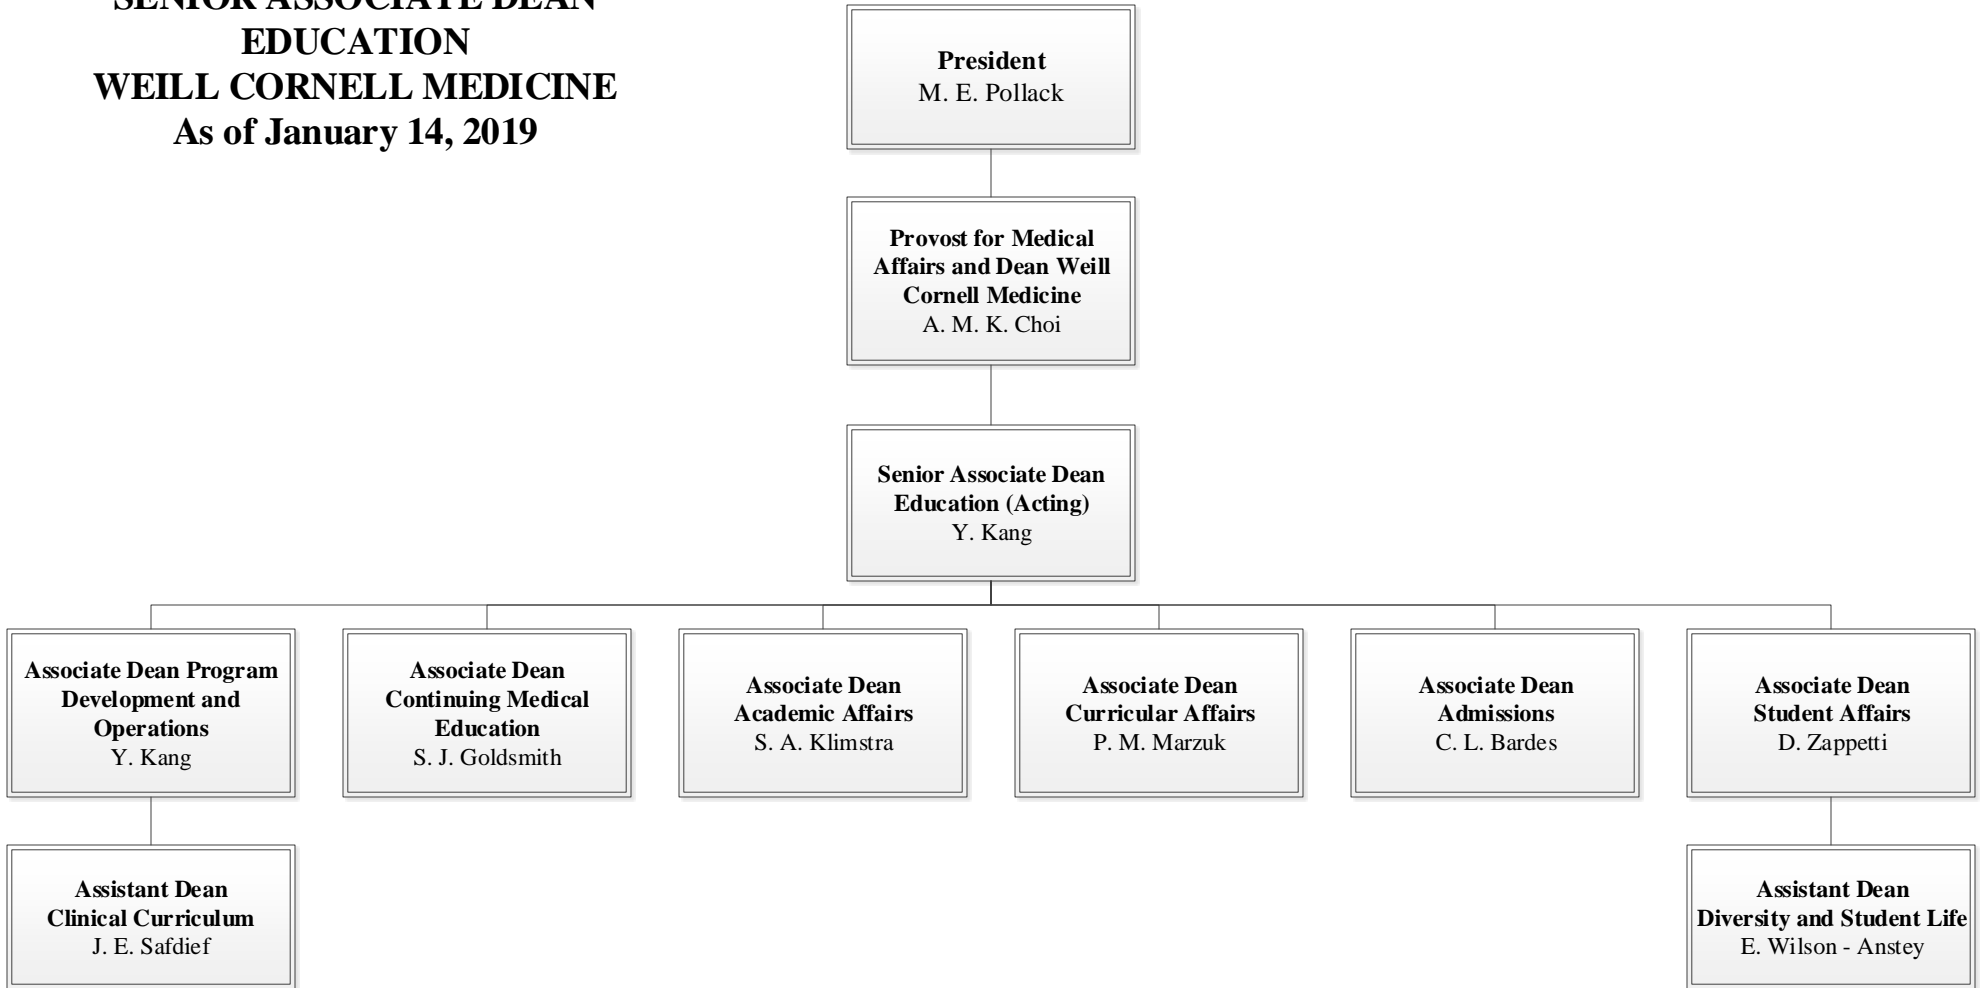 SENIOR ASSOCIATE DEAN
EDUCATION
WEILL CORNELL MEDICINE
As of January 14, 2019
President
M. E. Pollack
Provost for Medical
Affairs and Dean Weill
Cornell Medicine
A. M. K. Choi
Senior Associate Dean
Education (Acting)
Y. Kang
Associate Dean Program
Development and
Operations
Y. Kang
Associate Dean
Continuing Medical
Education
S. J. Goldsmith
Associate Dean
Academic Affairs
S. A. Klimstra
Associate Dean
Curricular Affairs
P. M. Marzuk
Associate Dean
Admissions
C. L. Bardes
Associate Dean
Student Affairs
D. Zappetti
Assistant Dean
Clinical Curriculum
J. E. Safdief
Assistant Dean
Diversity and Student Life
E. Wilson - Anstey